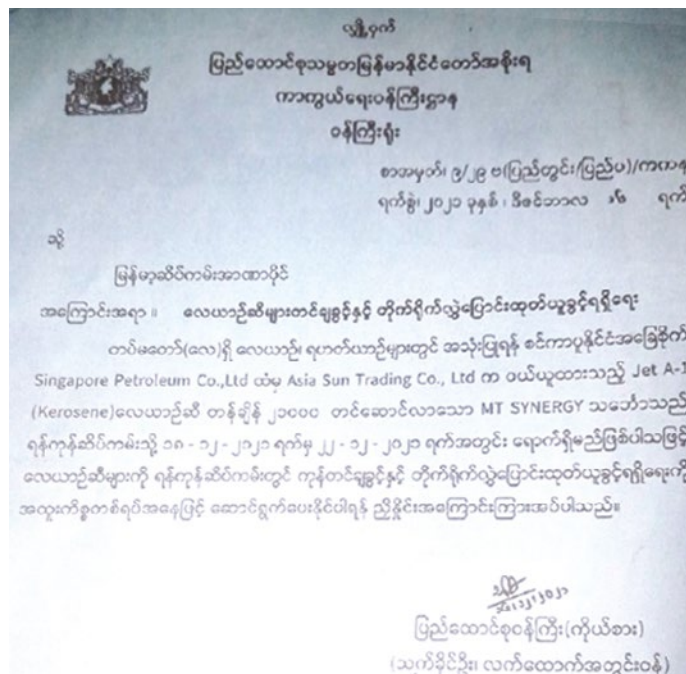 လျှို့ဝှက်
ပြည်ထောင်စုသမ္မတမြန်မာနိုင်ငံတော်အစိုးရ
ကာကွယ်ရေးဝန်ကြီးဌာန
ဝန်ကြီးရုံး
စာအမှတ်၊ ၉/၂၉ ဗ(ပြည်တွင်း/ပြည်ပ)/ကကန
ရက်စွဲ၊ ၂၀၂၁ ခုနှစ် ၊ ဒီဇင်ဘာလ ၁၆ ရက်
သို့
မြန်မာ့ဆိပ်ကမ်းအာဏာပိုင်
အကြောင်းအရာ ။ လေယာဉ်ဆီများတင်ချခွင့်နှင့် တိုက်ရိုက်လွှဲပြောင်းထုတ်ယူခွင့်ရရှိရေး
တပ်မတော်(လေ)ရှိ လေယာဉ်၊ ရဟတ်ယာဉ်များတွင် အသုံးပြုရန် စင်ကာပူနိုင်ငံအခြေစိုက်
Singapore Petroleum Co.,Ltd ထံမှ Asia Sun Trading Co., Ltd က ဝယ်ယူထားသည့် Jet A-1
(Kerosene)လေယာဉ်ဆီ တန်ချိန် ၂၁၀၀၀ တင်ဆောင်လာသော MT SYNERGY သင်္ဘောသည်
ရန်ကုန်ဆိပ်ကမ်းသို့ ၁၈ - ၁၂ - ၂၀၂၁ ရက်မှ ၂၂ - ၁၂ - ၂၀၂၁ ရက်အတွင်း ရောက်ရှိမည်ဖြစ်ပါသဖြင့်
လေယာဉ်ဆီများကို ရန်ကုန်ဆိပ်ကမ်းတွင် ကုန်တင်ချခွင့်နှင့် တိုက်ရိုက်လွှဲပြောင်းထုတ်ယူခွင့်ရရှိရေးကို
အထူးကိစ္စတစ်ရပ်အနေဖြင့် ဆောင်ရွက်ပေးနိုင်ပါရန် ညှိနှိုင်းအကြောင်းကြားအပ်ပါသည်။
ပြည်ထောင်စုဝန်ကြီး(ကိုယ်စား)
(သက်ခိုင်ဦး၊ လက်ထောက်အတွင်းဝန်)